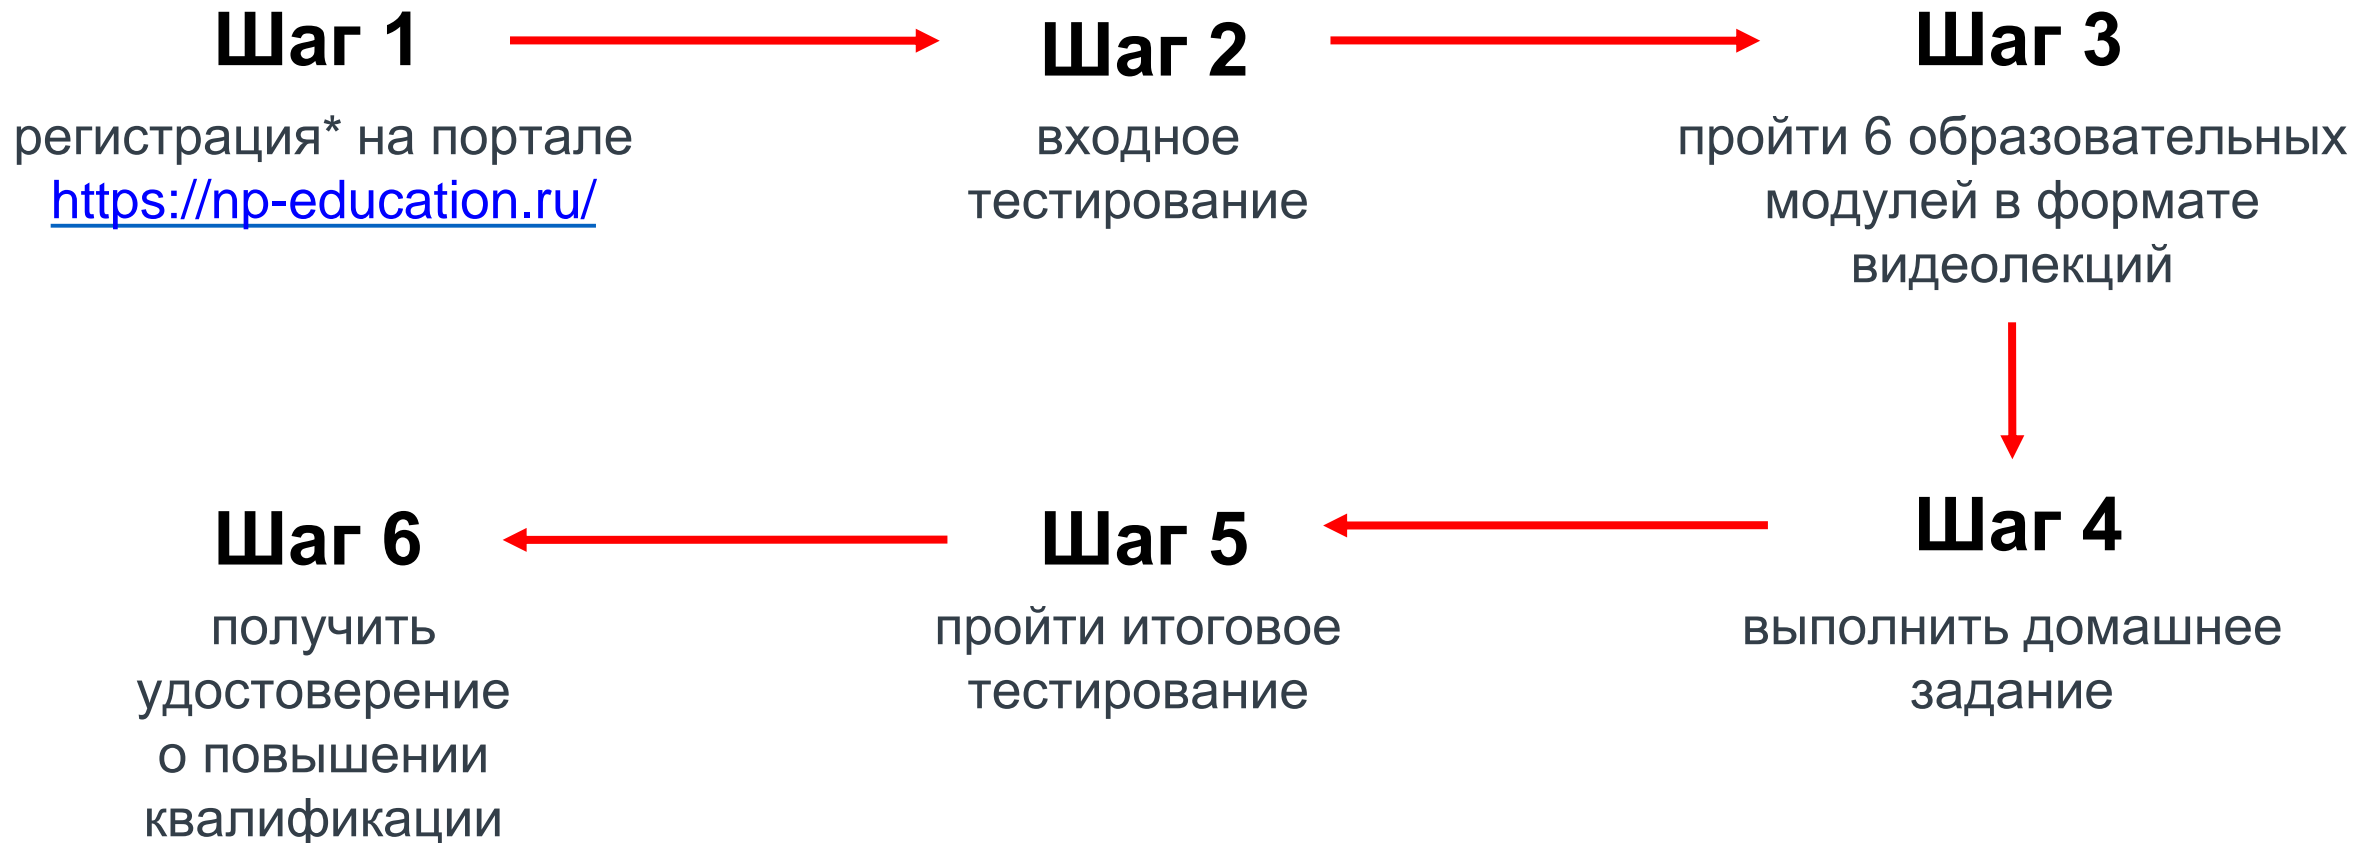 Шаг 1
регистрация* на портале
https://np-education.ru/
Шаг 2
входное
тестирование
Шаг 3
пройти 6 образовательных
модулей в формате
видеолекций
Шаг 4
выполнить домашнее
задание
Шаг 5
пройти итоговое
тестирование
Шаг 6
получить
удостоверение
о повышении
квалификации